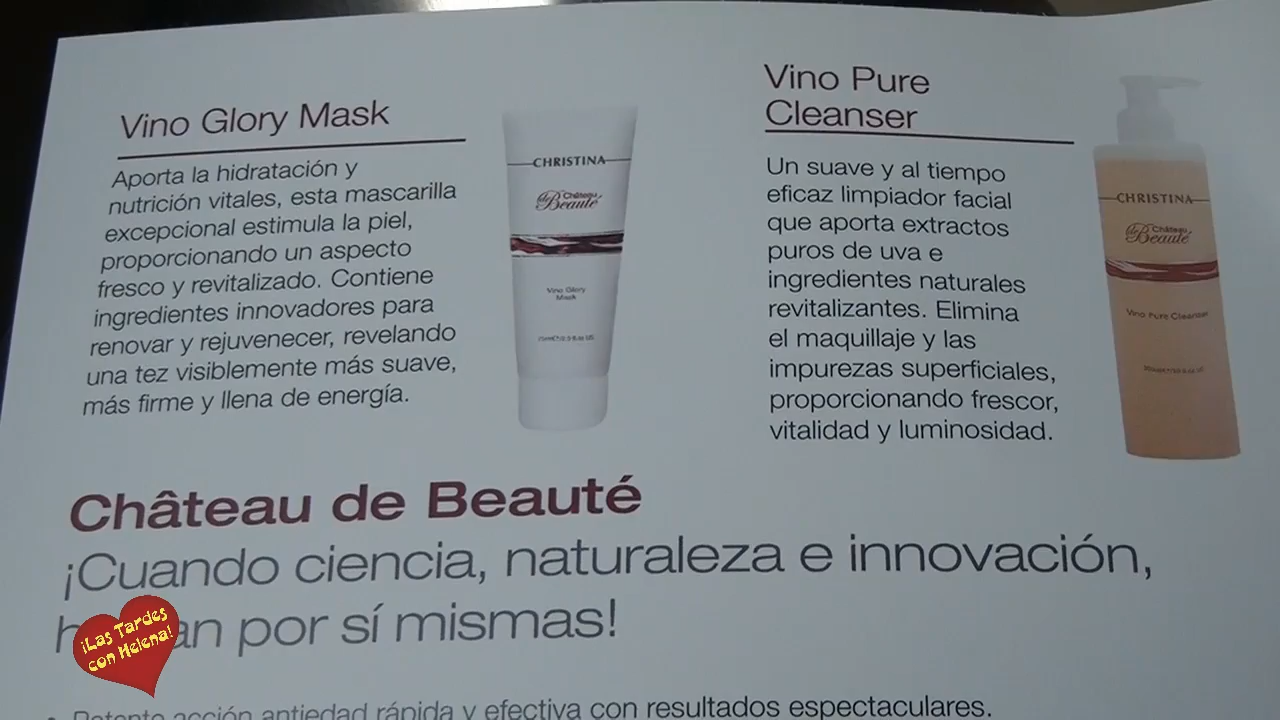 Vino Glory Mask
Aporta la hidratación y
nutrición vitales, esta mascarilla
excepcional estimula la piel,
proporcionando un aspecto
fresco y revitalizado. Contiene
ingredientes innovadores para
renovar y rejuvenecer, revelando
una tez visiblemente más suave,
más firme y llena de energía.
CHRISTINA
Château
de Beauté
Vino Glory
Mask
Vino Pure
Cleanser
Un suave y al tiempo
eficaz limpiador facial
que aporta extractos
puros de uva e
ingredientes naturales
revitalizantes. Elimina
el maquillaje y las
impurezas superficiales,
proporcionando frescor,
vitalidad y luminosidad.
CHRISTINA
Château
de Beauté
Vino Pure Cleanser
Château de Beauté
¡Cuando ciencia, naturaleza e innovación,
por sí mismas!
¡Las Tardes
con Helena!
Potente acción antiedad rápida y efectiva con resultados espectaculares.